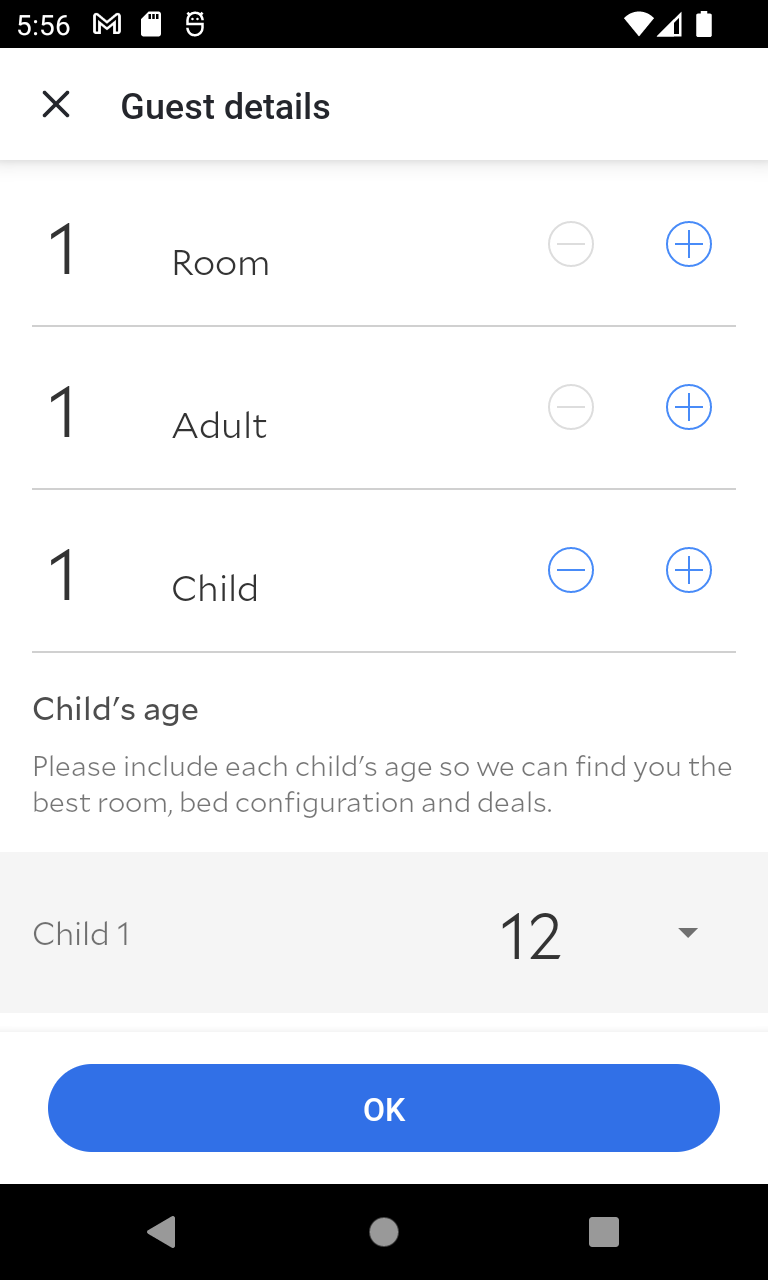 5:56
Guest details
1 Room
1 Adult
1 Child
Child's age
Please include each child's age so we can find you the
best room, bed configuration and deals.
Child 1 12
OK